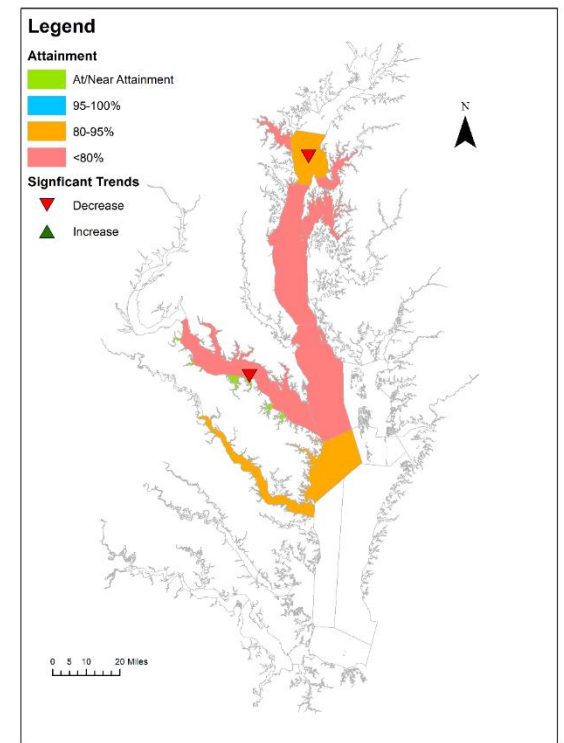 Legend
Attainment
At/Near Attainment
95-100%
80-95%
<80%
Signficant Trends
Decrease
Increase
N
0 5 10 20 Miles